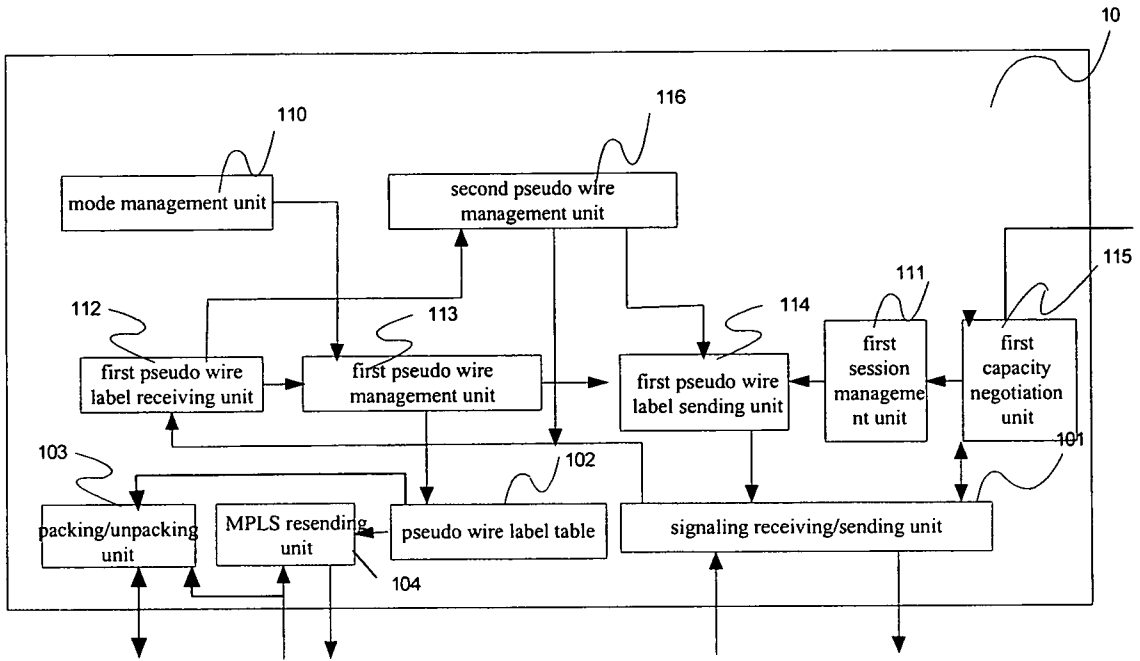 10
110
116
mode management unit
second pseudo wire
management unit
112
113
114
111
115
first pseudo wire
label receiving unit
first pseudo wire
management unit
first pseudo wire
label sending unit
first
session
manageme
nt unit
first
capacity
negotiation
unit
103
102
101
packing/unpacking
unit
MPLS resending
unit
104
pseudo wire label table
signaling receiving/sending unit